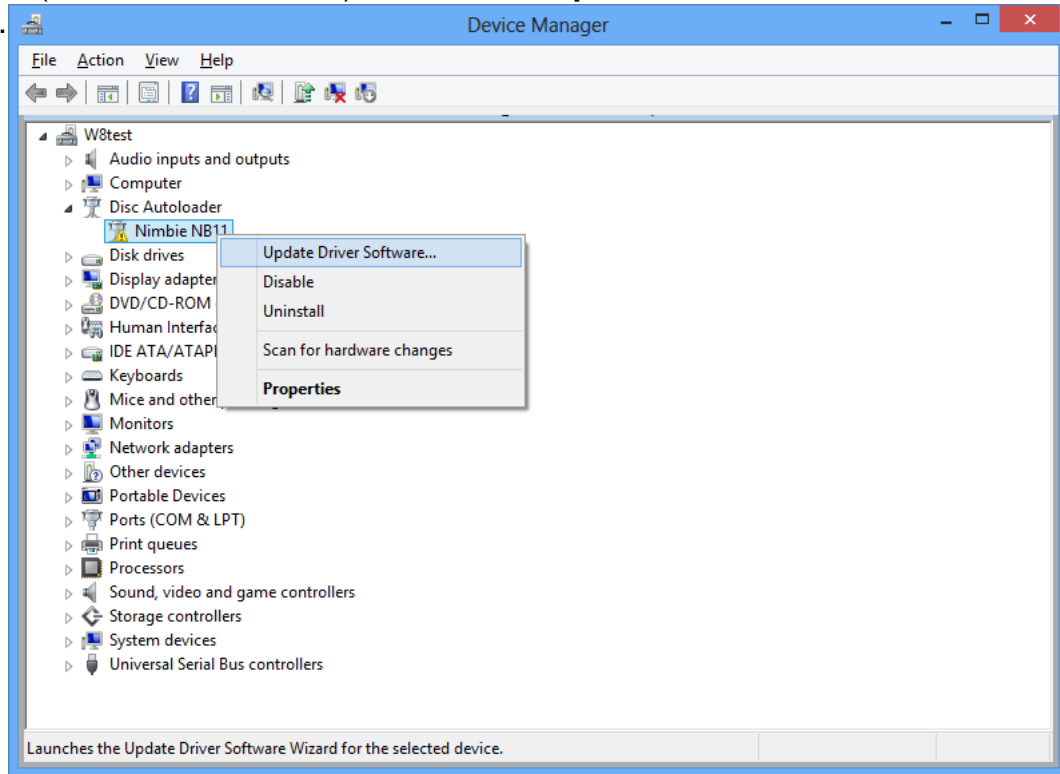 Device Manager
File Action View Help
W8test
Audio inputs and outputs
Computer
Disc Autoloader
Nimbie NB11
Disk drives
Display adapter
DVD/CD-ROM
Human Interfac
IDE ATA/ATAPI
Keyboards
Mice and other
Monitors
Network adapters
Other devices
Portable Devices
Ports (COM & LPT)
Print queues
Processors
Sound, video and game controllers
Storage controllers
System devices
Universal Serial Bus controllers
Update Driver Software...
Disable
Uninstall
Scan for hardware changes
Properties
Launches the Update Driver Software Wizard for the selected device.